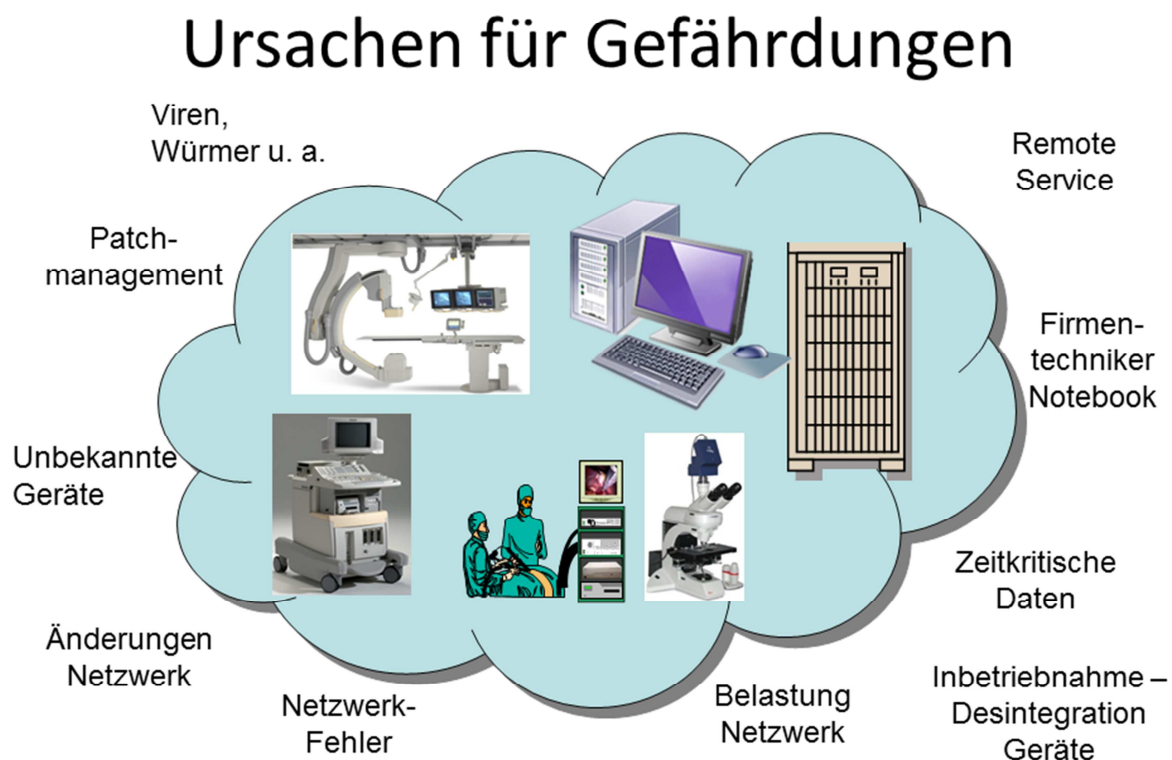 Ursachen für Gefährdungen
Viren,
Würmer u. a.
Remote
Service
Patch-
management
Firmen-
techniker
Notebook
Unbekannte
Geräte
Zeitkritische
Daten
Änderungen
Netzwerk
Netzwerk-
Fehler
Belastung
Netzwerk
Inbetriebnahme –
Desintegration
Geräte